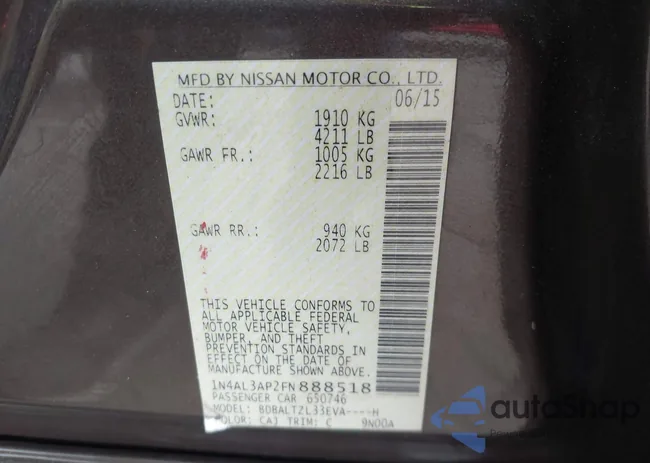 MFD BY NISSAN MOTOR CO., LTD.
DATE: 06/15
GVWR: 1910 KG
4211 LB
GAWR FR.: 1005 KG
2216 LB
GAWR RR.: 940 KG
2072 LB
THIS VEHICLE CONFORMS TO
ALL APPLICABLE FEDERAL
MOTOR VEHICLE SAFETY,
BUMPER, AND THEFT
PREVENTION STANDARDS IN
EFFECT ON THE DATE OF
MANUFACTURE SHOWN ABOVE.
1N4AL3AP2FN888518
PASSENGER CAR 650746
MODEL: BDBALTZL33EVA----H
COLOR: CAJ TRIM: C 9N00A
autoShop